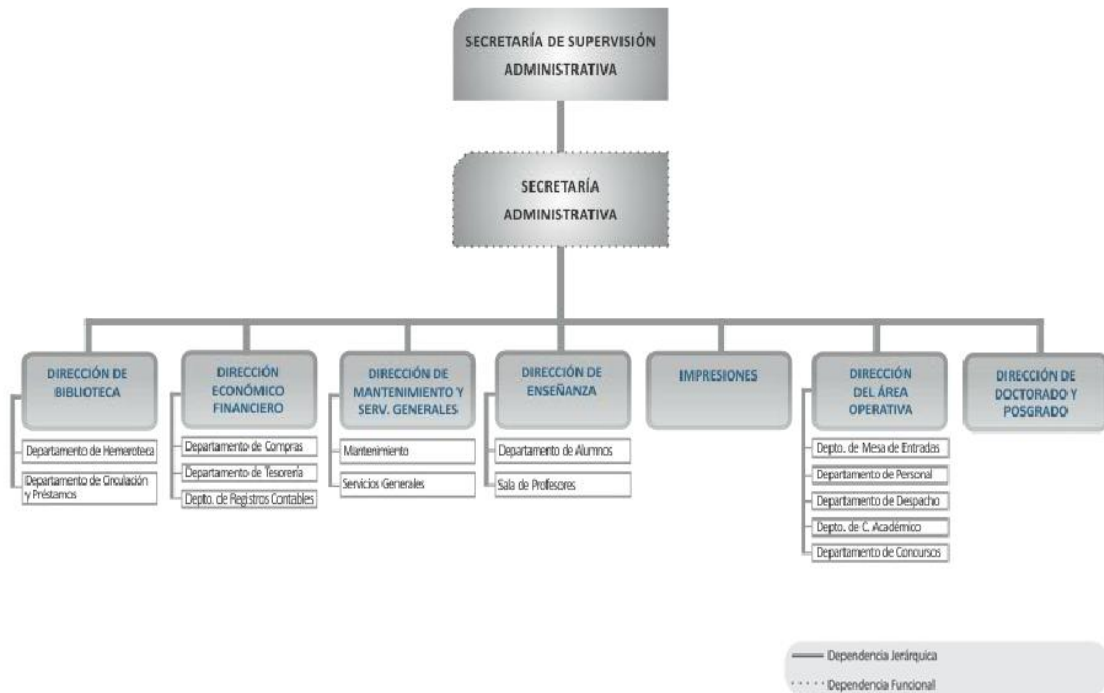 SECRETARÍA DE SUPERVISIÓN
ADMINISTRATIVA
SECRETARÍA
ADMINISTRATIVA
DIRECCIÓN DE
BIBLIOTECA
Departamento de Hemeroteca
Departamento de Circulación
y Préstamos
DIRECCIÓN
ECONÓMICO
FINANCIERO
Departamento de Compras
Departamento de Tesorería
Depto. de Registros Contables
DIRECCIÓN DE
MANTENIMIENTO Y
SERV. GENERALES
Mantenimiento
Servicios Generales
DIRECCIÓN DE
ENSEÑANZA
Departamento de Alumnos
Sala de Profesores
IMPRESIONES
DIRECCIÓN
DEL ÁREA
OPERATIVA
Depto. de Mesa de Entradas
Departamento de Personal
Departamento de Despacho
Depto. de C. Académico
Departamento de Concursos
DIRECCIÓN DE
DOCTORADO Y
POSGRADO
Dependencia Jerárquica
Dependencia Funcional